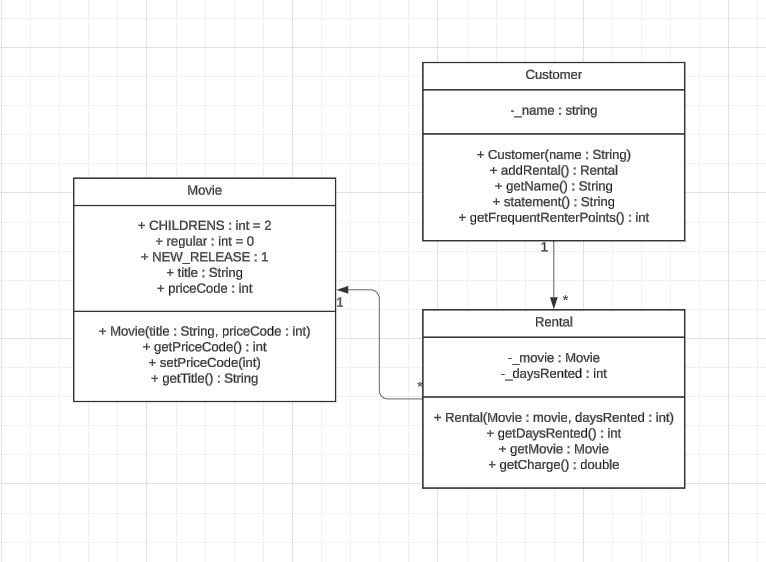 Customer
-_name : string
+ Customer(name : String)
+ addRental() : Rental
+ getName() : String
+ statement() : String
+ getFrequentRenterPoints() : int
Movie
+ CHILDRENS : int = 2
+ regular : int = 0
+ NEW_RELEASE : 1
+ title : String
+ priceCode : int
+ Movie(title : String, priceCode : int)
+ getPriceCode() : int
+ setPriceCode(int)
+ getTitle() : String
1
*
1
*
Rental
-_movie : Movie
-_daysRented : int
+ Rental(Movie : movie, daysRented : int)
+ getDaysRented() : int
+ getMovie : Movie
+ getCharge() : double